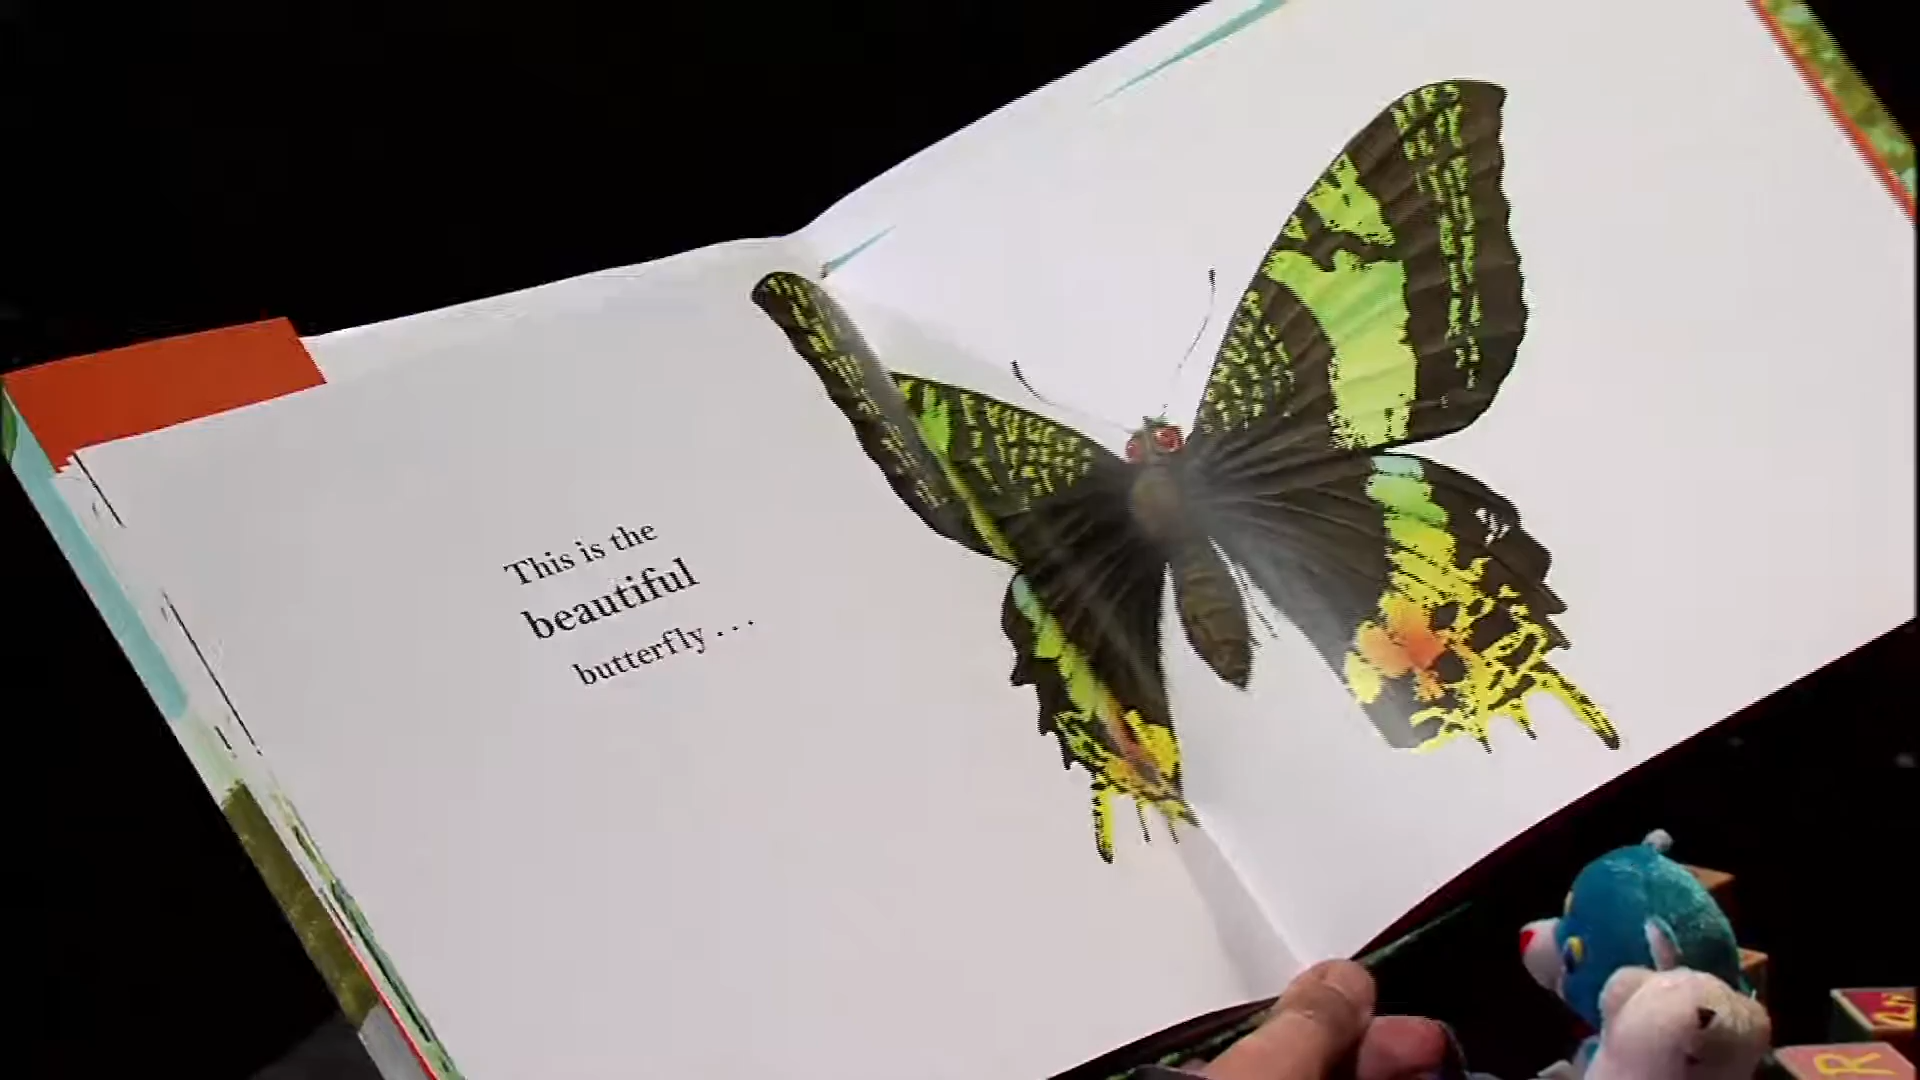 This is the
beautiful
butterfly . . .
R